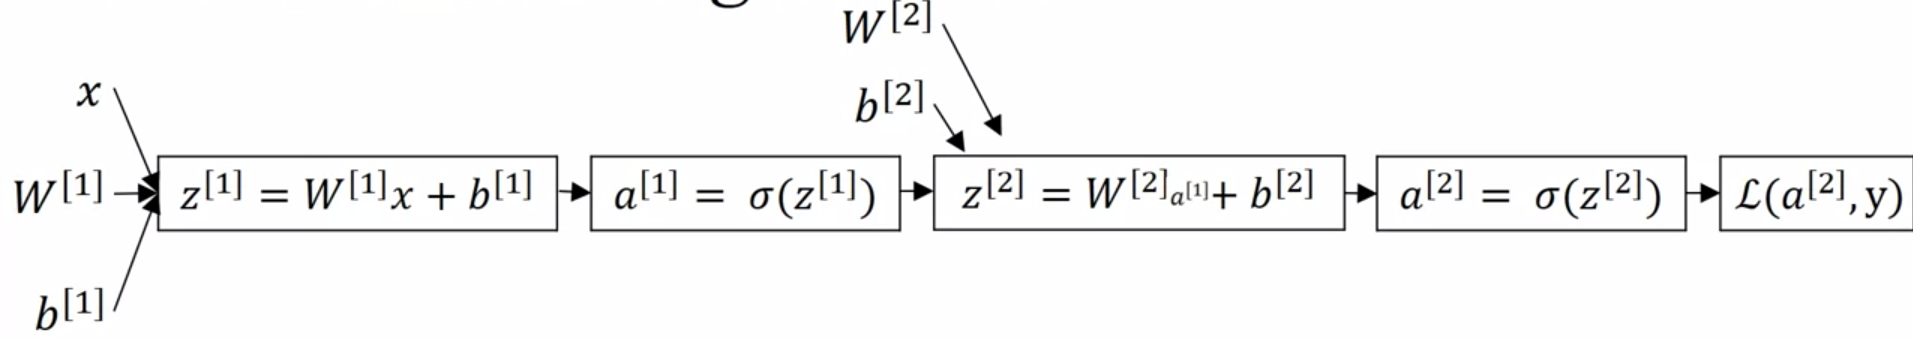 W^[2]
x
b^[2]
W^[1]
z^[1] = W^[1]x + b^[1]
a^[1] = σ(z^[1])
z^[2] = W^[2]a^[1] + b^[2]
a^[2] = σ(z^[2])
ℒ(a^[2], y)
b^[1]